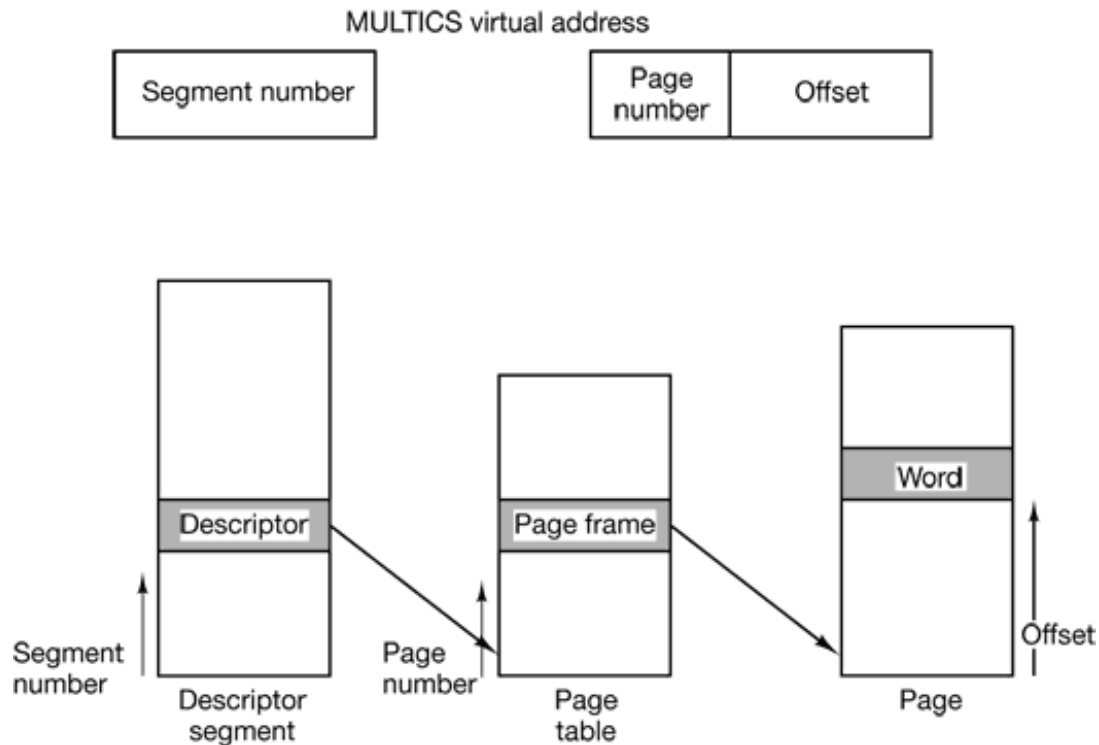 MULTICS virtual address
Segment number
Page
number
Offset
Descriptor
Page frame
Word
Segment
number
Page
number
Offset
Descriptor
segment
Page
table
Page